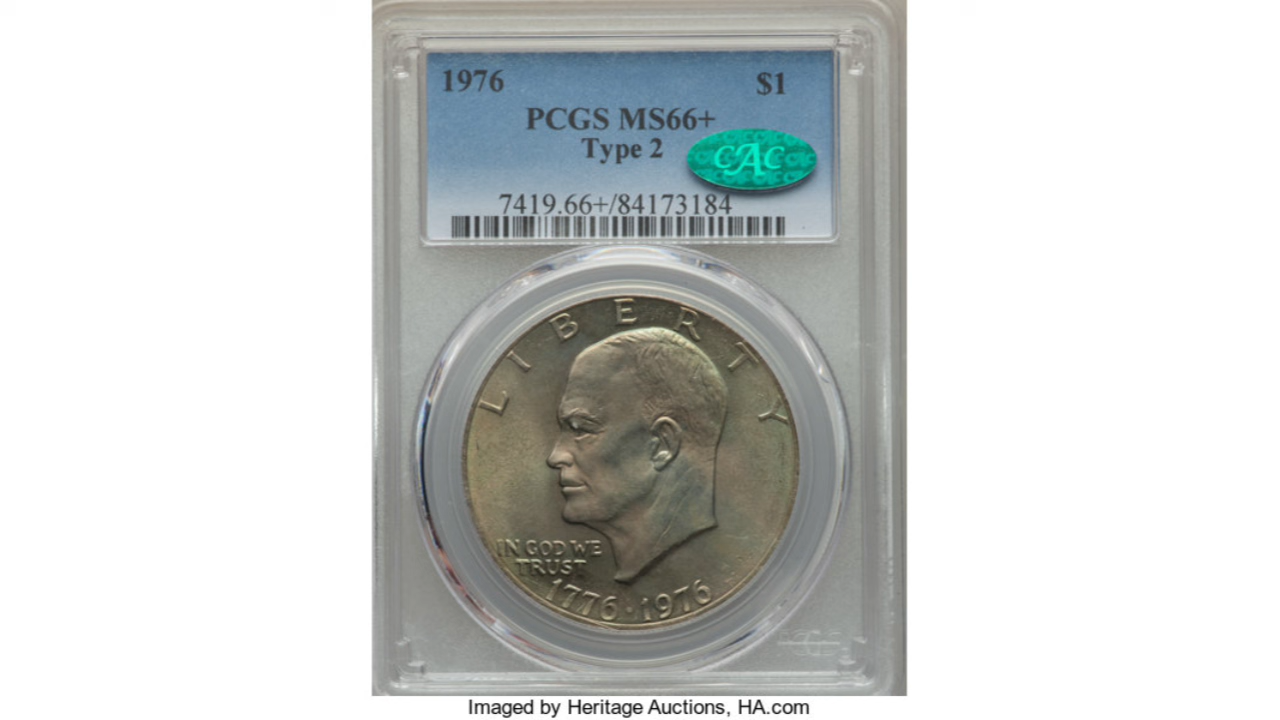 1976 $1
PCGS MS66+
Type 2
CAC
7419.66+/84173184
LIBERTY
IN GOD WE
TRUST
1776 · 1976
Imaged by Heritage Auctions, HA.com